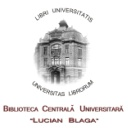 LIBRI UNIVERSITATIS
UNIVERSITAS LIBRORUM
BIBLIOTECA CENTRALĂ UNIVERSITARĂ
"LUCIAN BLAGA"